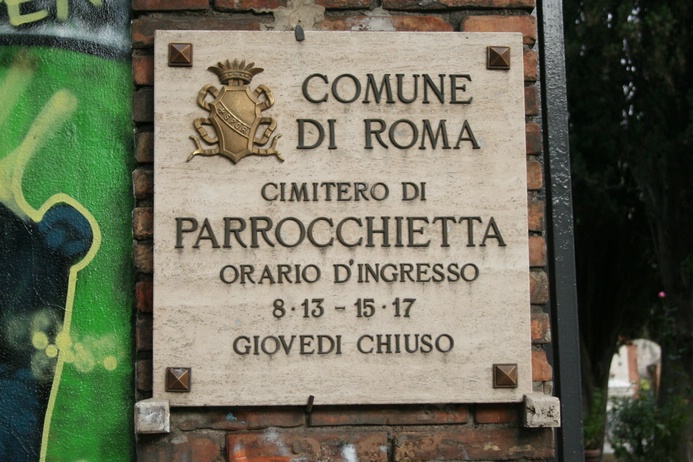 COMUNE
DI ROMA
CIMITERO DI
PARROCCHIETTA
ORARIO D'INGRESSO
8·13 - 15·17
GIOVEDI CHIUSO